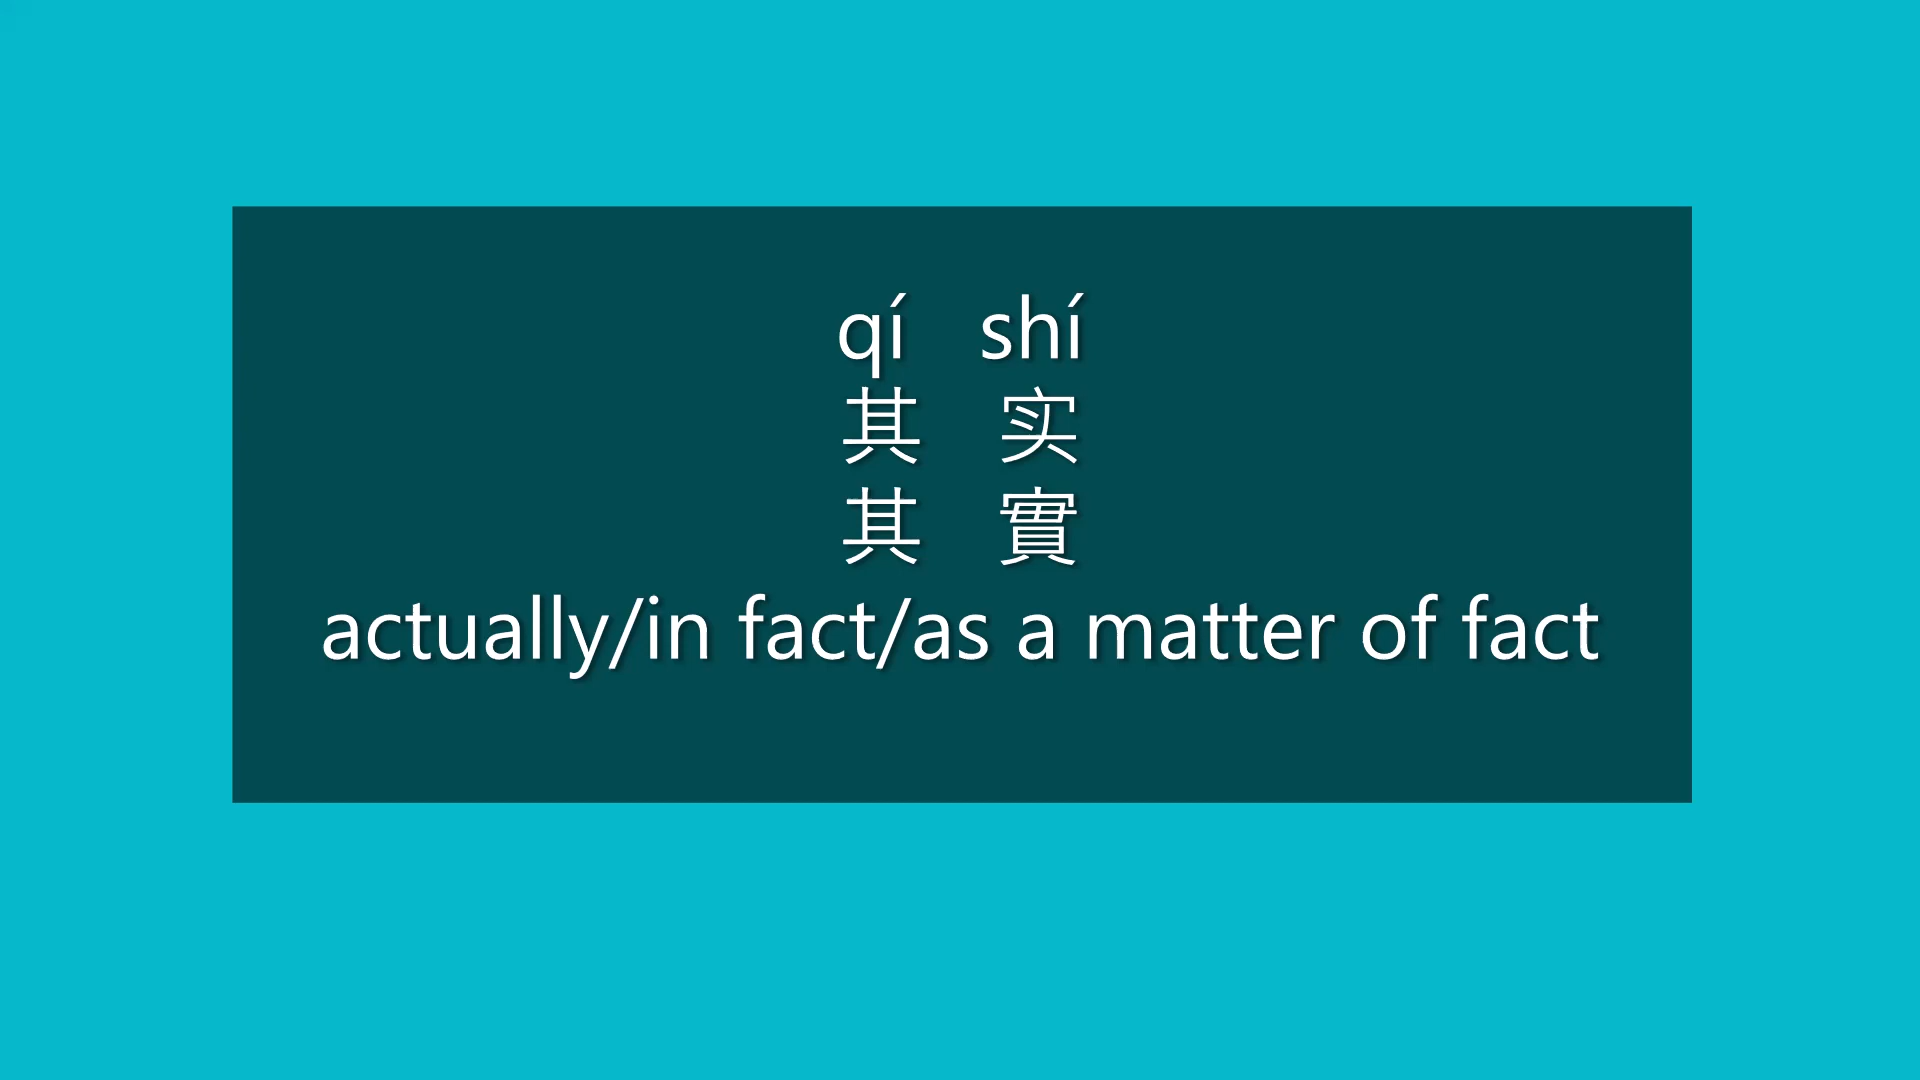 qí shí
其 实
其 實
actually/in fact/as a matter of fact